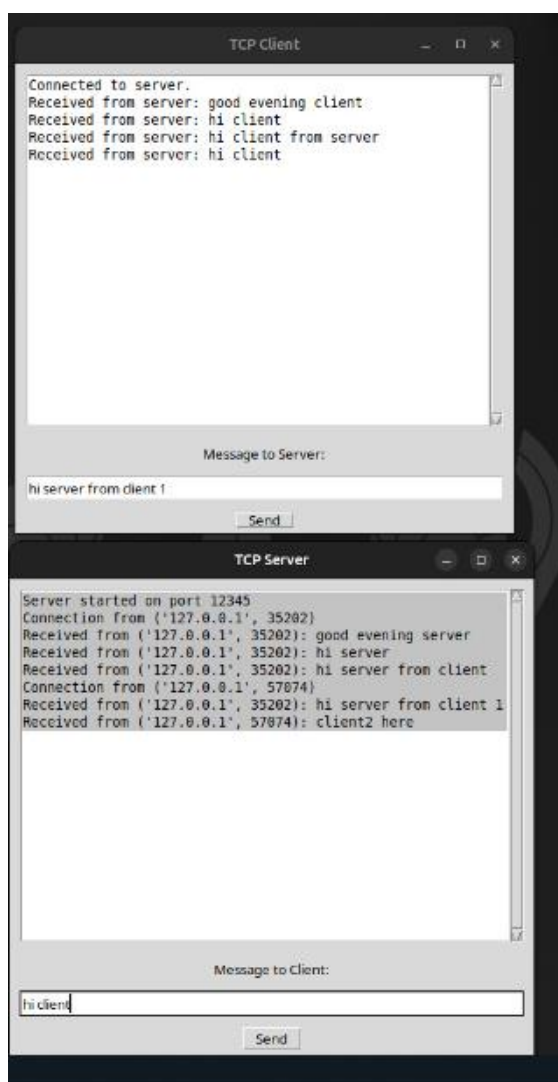 TCP Client
Connected to server.
Received from server: good evening client
Received from server: hi client
Received from server: hi client from server
Received from server: hi client
Message to Server:
hi server from client 1
Send
TCP Server
Server started on port 12345
Connection from ('127.0.0.1', 35202)
Received from ('127.0.0.1', 35202): good evening server
Received from ('127.0.0.1', 35202): hi server
Received from ('127.0.0.1', 35202): hi server from client
Connection from ('127.0.0.1', 57074)
Received from ('127.0.0.1', 35202): hi server from client 1
Received from ('127.0.0.1', 57074): client2 here
Message to Client:
hi client
Send